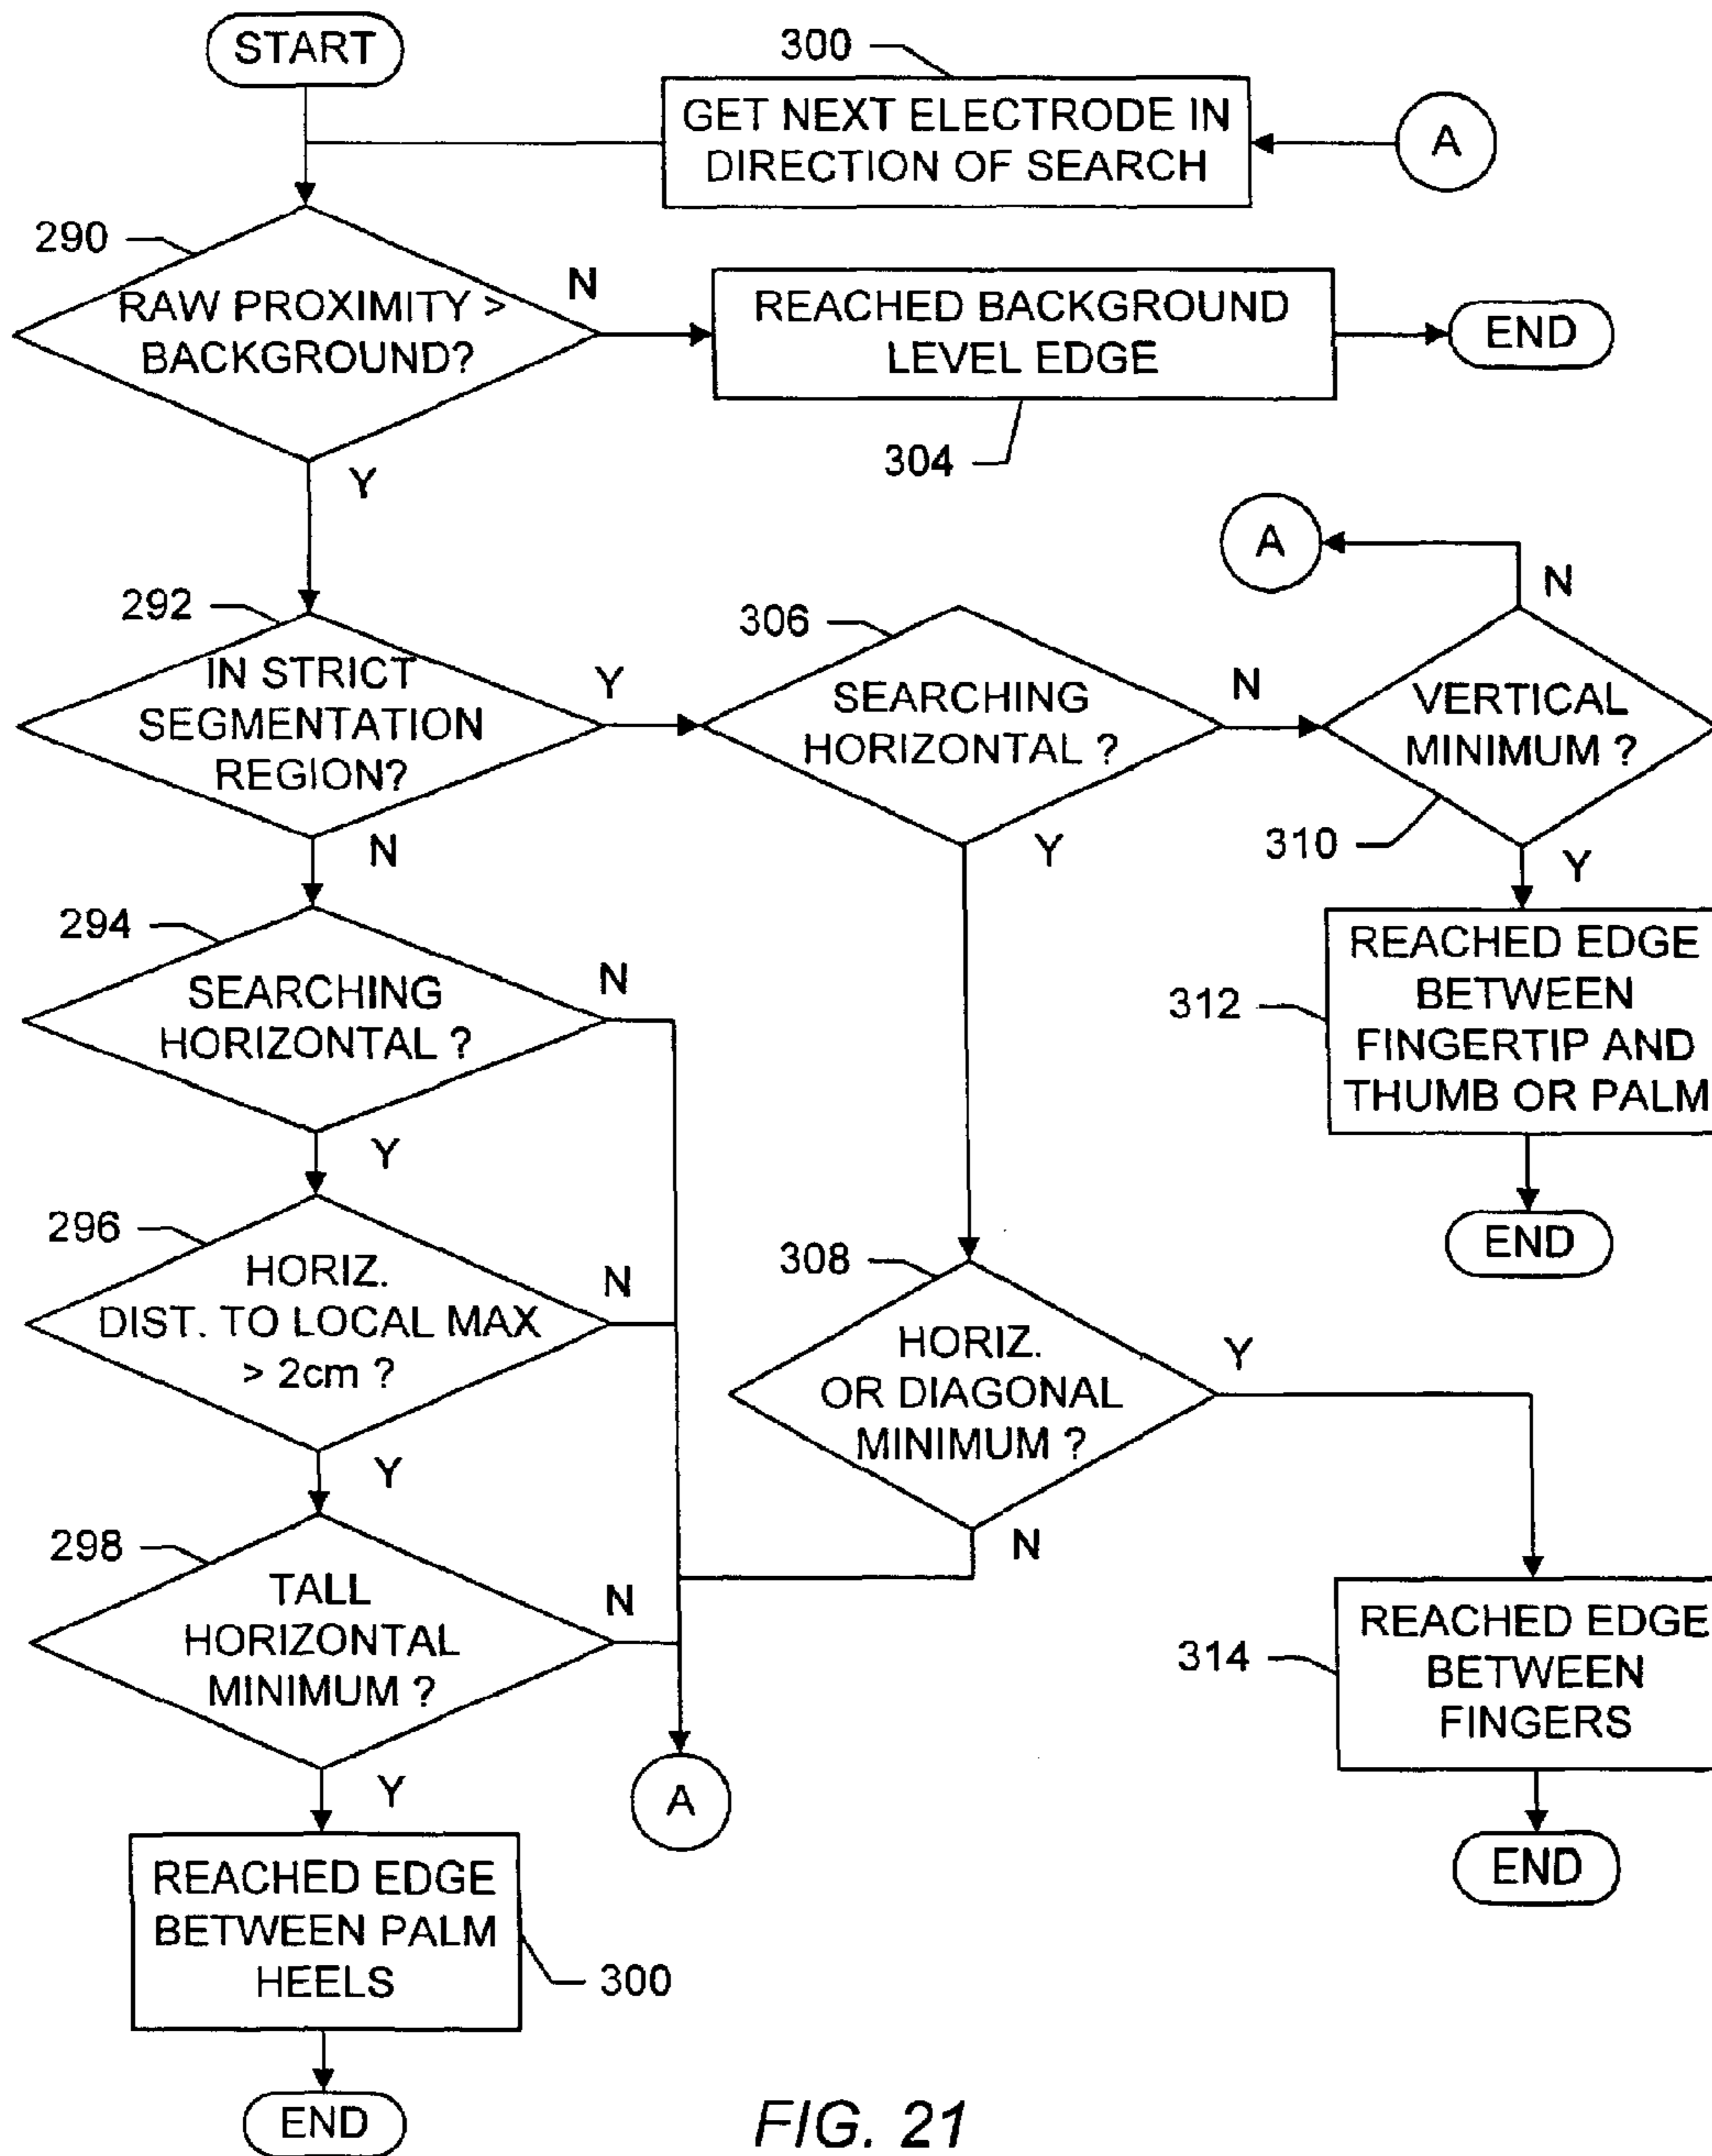 START
300
GET NEXT ELECTRODE IN
DIRECTION OF SEARCH
A
290
RAW PROXIMITY >
BACKGROUND?
N
Y
REACHED BACKGROUND
LEVEL EDGE
304
END
292
IN STRICT
SEGMENTATION
REGION?
Y
N
306
SEARCHING
HORIZONTAL ?
N
Y
A
N
VERTICAL
MINIMUM ?
310
Y
312
REACHED EDGE
BETWEEN
FINGERTIP AND
THUMB OR PALM
END
294
SEARCHING
HORIZONTAL ?
N
Y
296
HORIZ.
DIST. TO LOCAL MAX
> 2cm ?
N
Y
308
HORIZ.
OR DIAGONAL
MINIMUM ?
Y
N
298
TALL
HORIZONTAL
MINIMUM ?
N
Y
A
314
REACHED EDGE
BETWEEN
FINGERS
END
REACHED EDGE
BETWEEN PALM
HEELS
300
END
FIG. 21